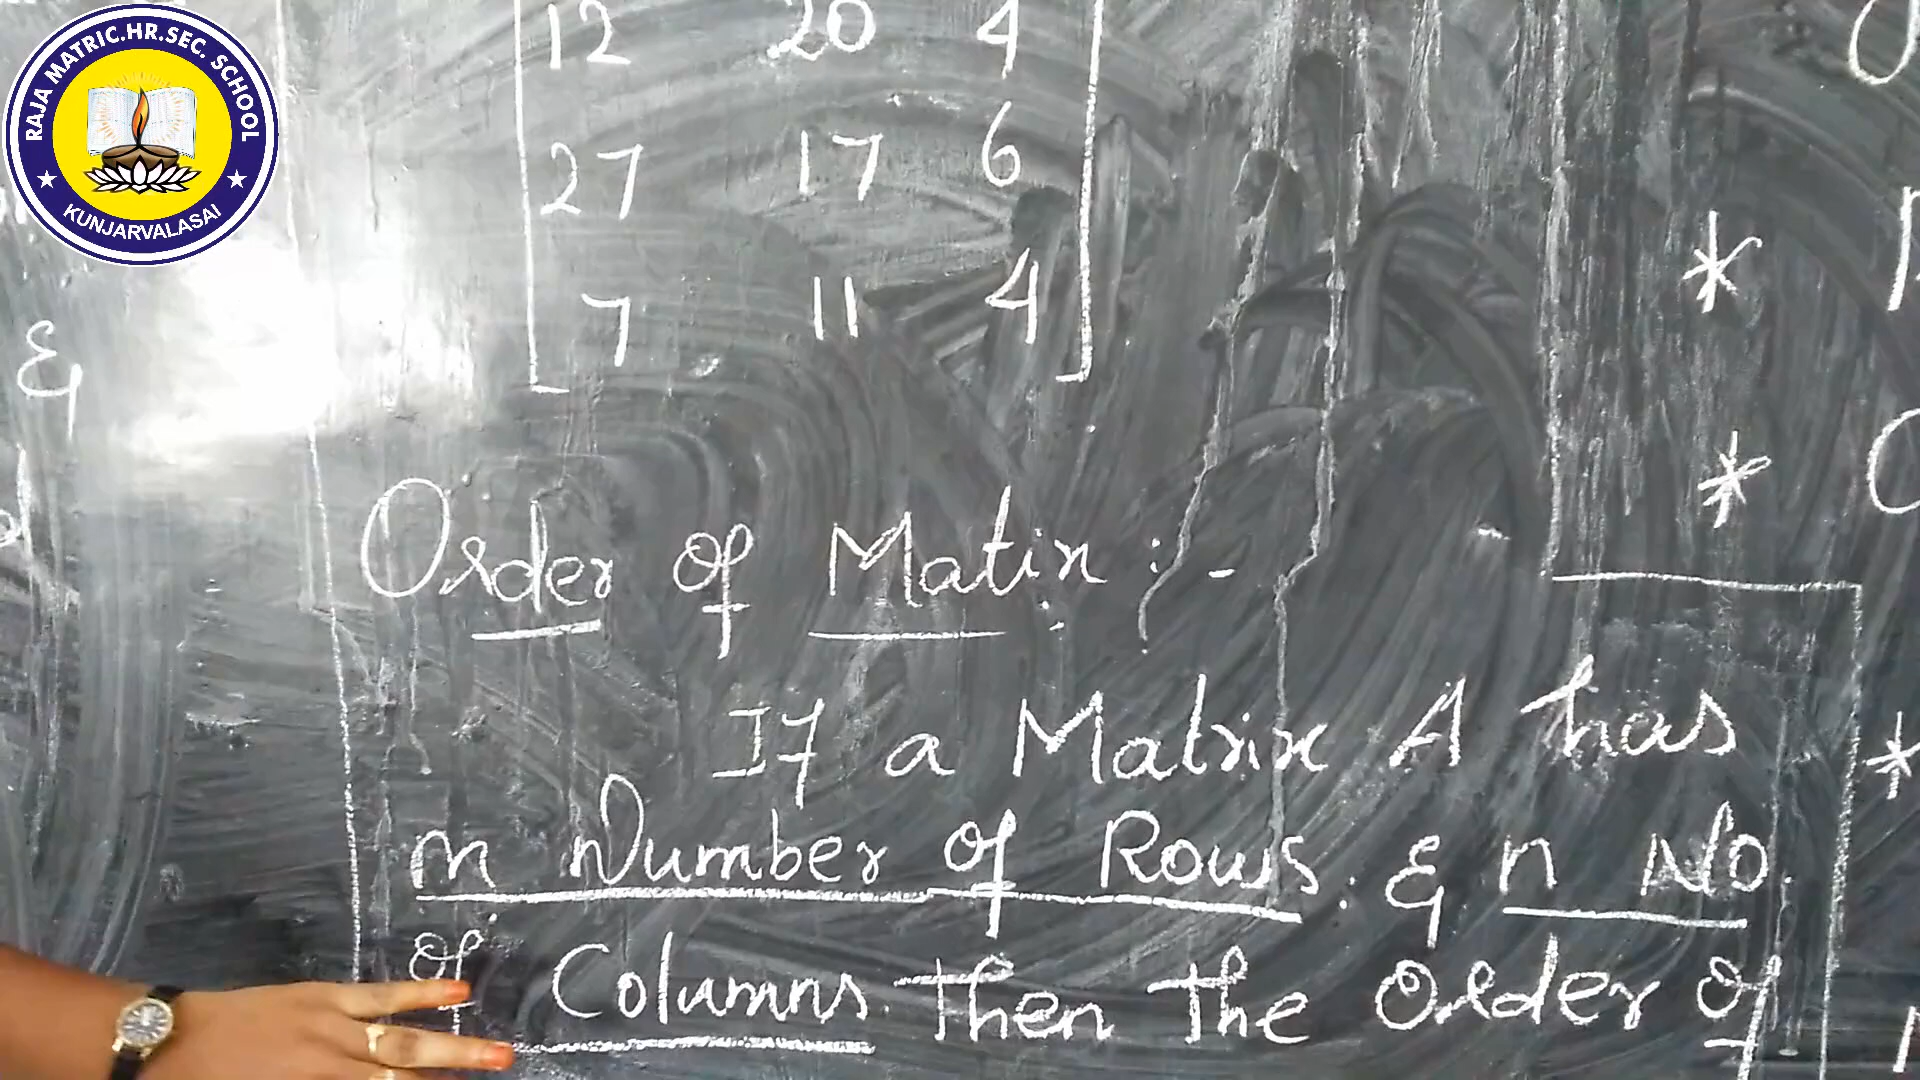 RAJA MATRIC.HR.SEC. SCHOOL
KUNJARVALASAI
12 20 4
27 17 6
7 11 4
&
Order of Matix :-
If a Matrix A has
m Number of Rows. & n No.
of Columns. Then The Order of
*
*
*